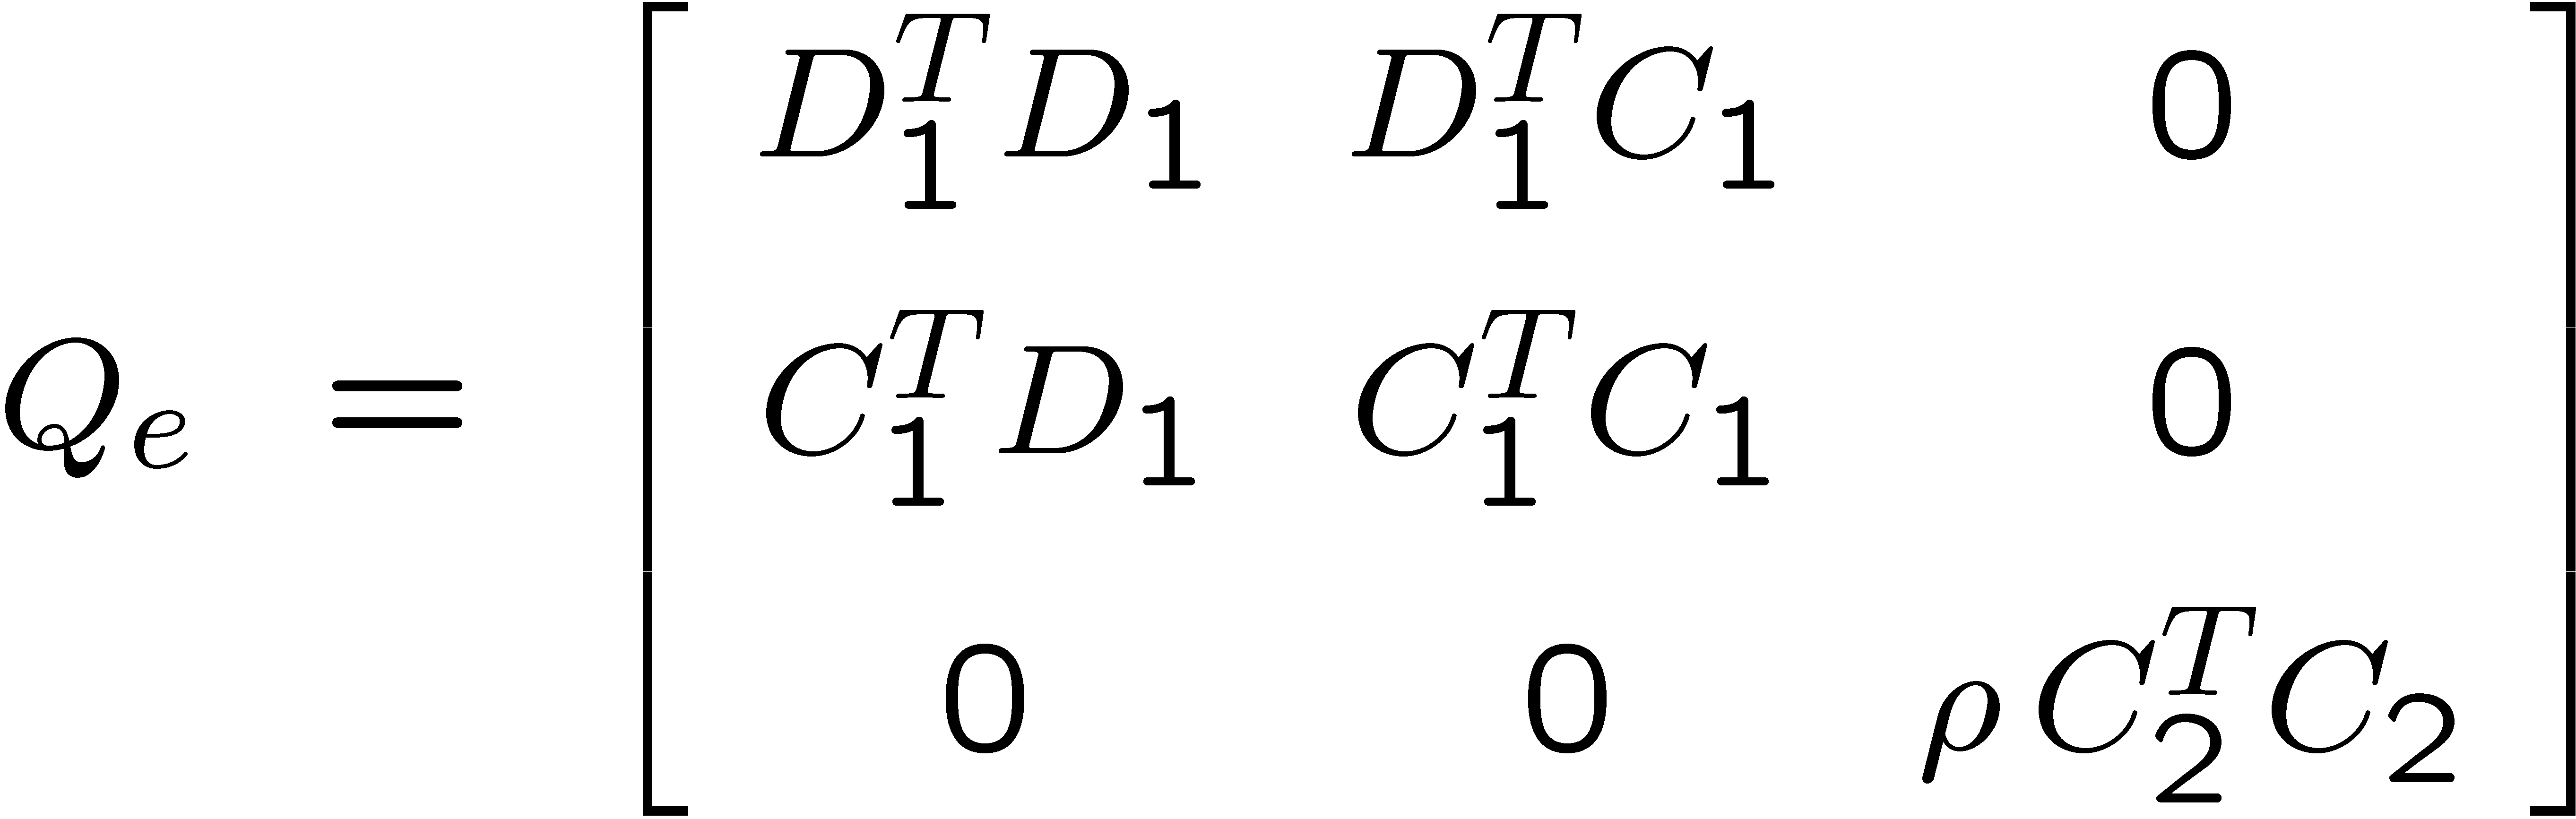 D_1^T D_1 D_1^T C_1 0
Q_e = C_1^T D_1 C_1^T C_1 0
0 0 ρ C_2^T C_2